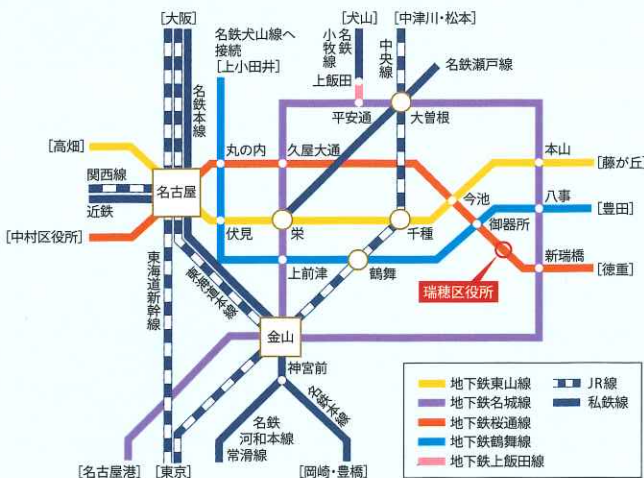 [大阪]
[犬山]
[中津川・松本]
名鉄犬山線へ
接続
[上小田井]
名鉄
小牧線
中央線
名鉄瀬戸線
名鉄本線
上飯田
平安通
大曽根
[高畑]
丸の内
久屋大通
本山
[藤が丘]
関西線
名古屋
今池
八事
近鉄
[豊田]
伏見
栄
千種
御器所
[中村区役所]
上前津
鶴舞
新瑞橋
[徳重]
東海道新幹線
東海道本線
瑞穂区役所
金山
神宮前
名鉄本線
名鉄
河和本線
常滑線
[名古屋港]
[東京]
[岡崎・豊橋]
地下鉄東山線
JR線
地下鉄名城線
私鉄線
地下鉄桜通線
地下鉄鶴舞線
地下鉄上飯田線